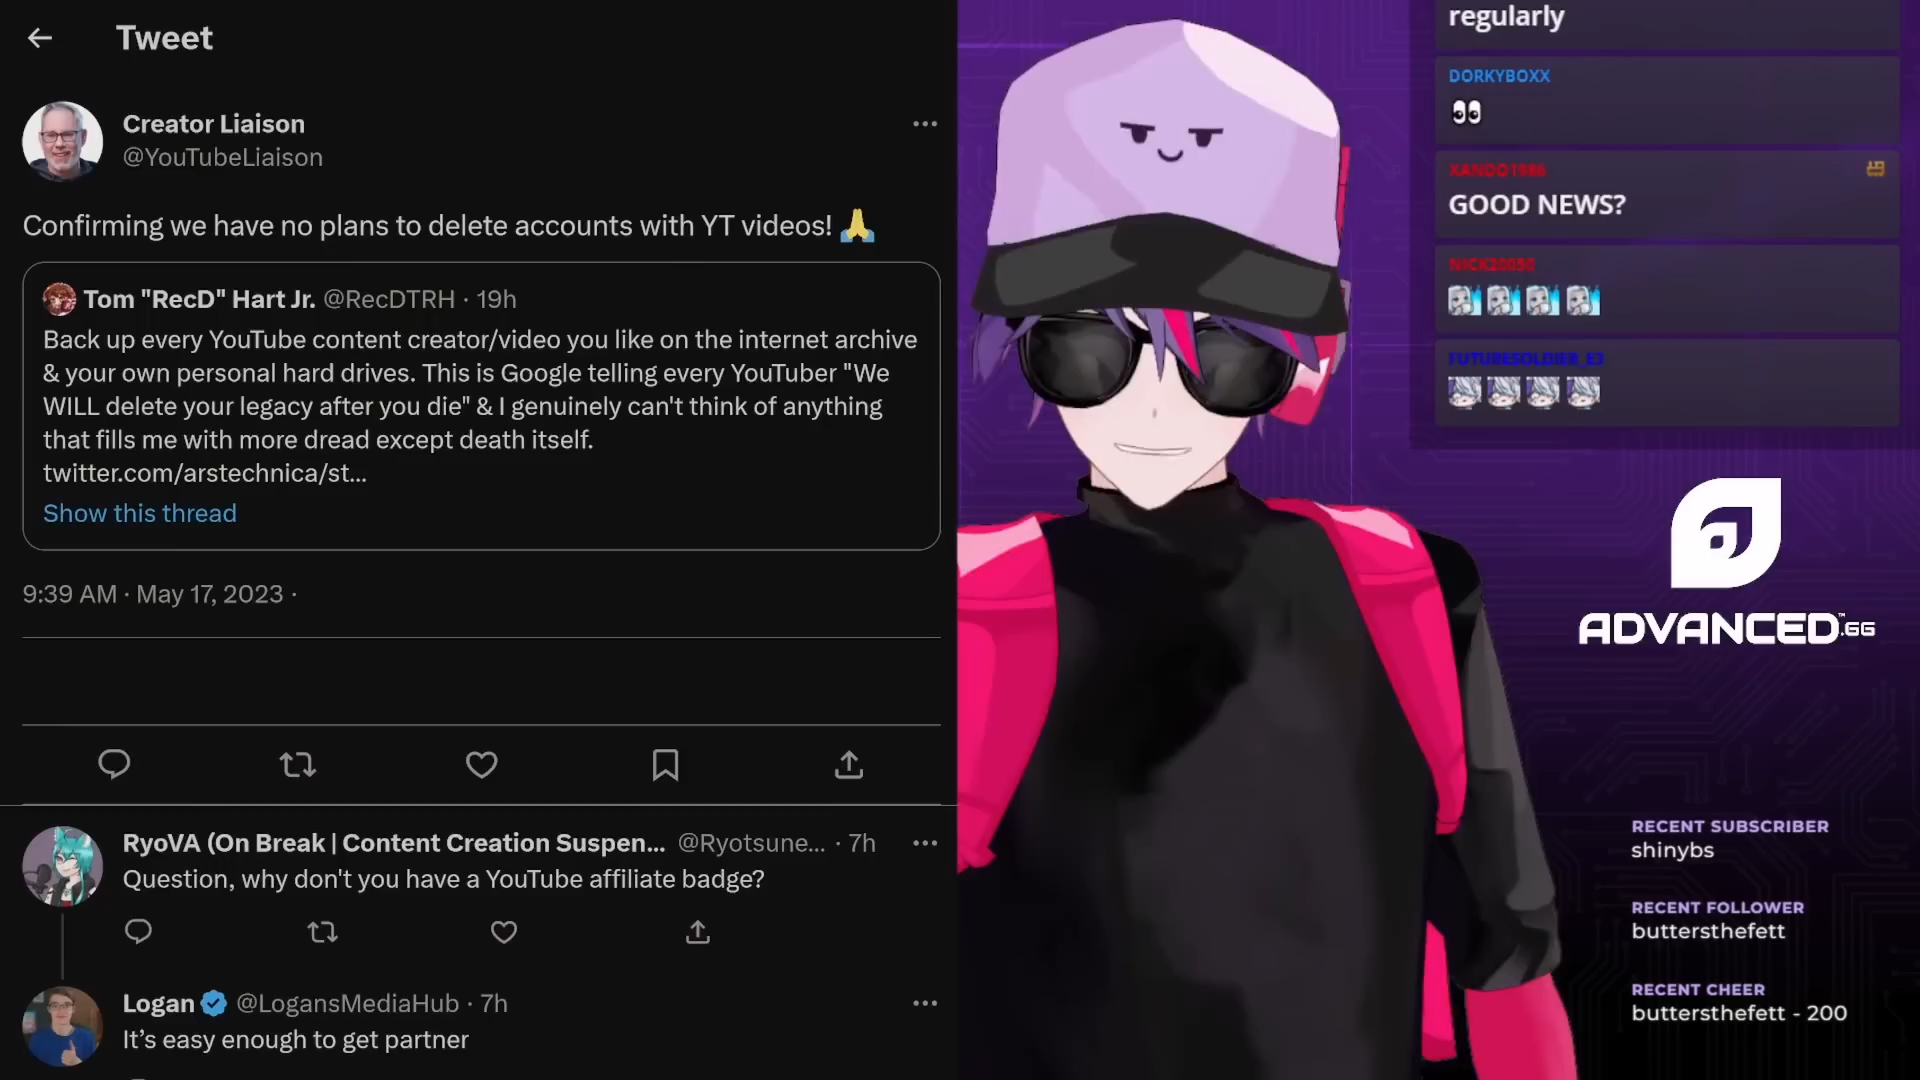 Tweet
Creator Liaison
@YouTubeLiaison
Confirming we have no plans to delete accounts with YT videos! 🙏
Tom "RecD" Hart Jr. @RecDTRH · 19h
Back up every YouTube content creator/video you like on the internet archive
& your own personal hard drives. This is Google telling every YouTuber "We
WILL delete your legacy after you die" & I genuinely can't think of anything
that fills me with more dread except death itself.
twitter.com/arstechnica/st...
Show this thread
9:39 AM · May 17, 2023 ·
RyoVA (On Break | Content Creation Suspen... @Ryotsune... · 7h
Question, why don't you have a YouTube affiliate badge?
Logan @LogansMediaHub · 7h
It’s easy enough to get partner
regularly
DORKYBOXX
👀
XANDO1986
GOOD NEWS?
NICK20050
FUTURESOLDIER_E3
ADVANCED.GG
™
RECENT SUBSCRIBER
shinybs
RECENT FOLLOWER
buttersthefett
RECENT CHEER
buttersthefett - 200